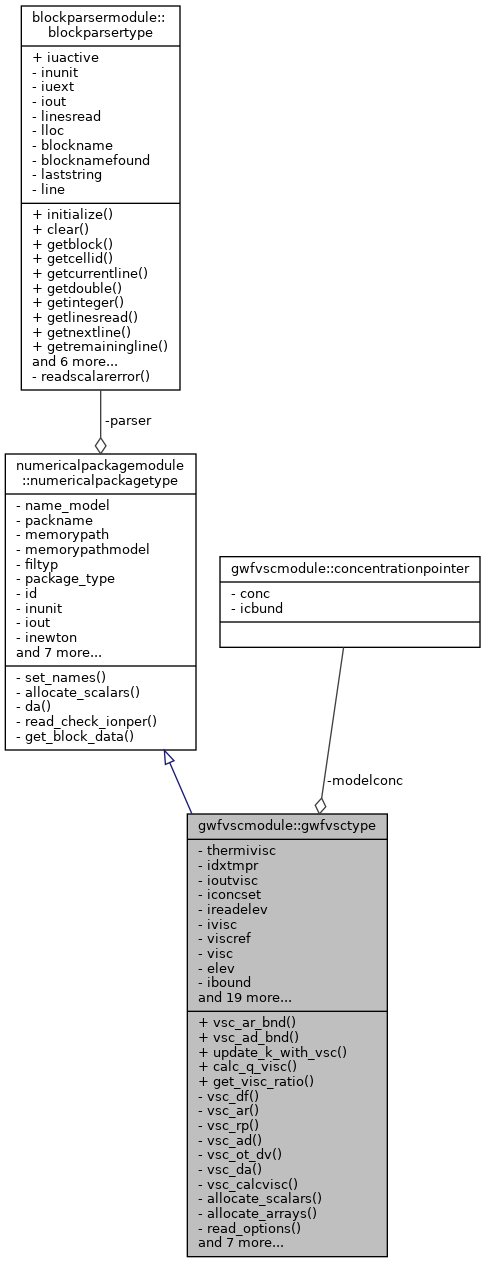 blockparsermodule::
blockparsertype
+ iuactive
- inunit
- iuext
- iout
- linesread
- lloc
- blockname
- blocknamefound
- laststring
- line
+ initialize()
+ clear()
+ getblock()
+ getcellid()
+ getcurrentline()
+ getdouble()
+ getinteger()
+ getlinesread()
+ getnextline()
+ getremainingline()
and 6 more...
- readscalarerror()
-parser
numericalpackagemodule
::numericalpackagetype
- name_model
- packname
- memorypath
- memorypathmodel
- filtyp
- package_type
- id
- inunit
- iout
- inewton
and 7 more...
- set_names()
- allocate_scalars()
- da()
- read_check_ionper()
- get_block_data()
gwfvscmodule::concentrationpointer
- conc
- icbund
-modelconc
gwfvscmodule::gwfvsctype
- thermivisc
- idxtmpr
- ioutvisc
- iconcset
- ireadelev
- ivisc
- viscref
- visc
- elev
- ibound
and 19 more...
+ vsc_ar_bnd()
+ vsc_ad_bnd()
+ update_k_with_vsc()
+ calc_q_visc()
+ get_visc_ratio()
- vsc_df()
- vsc_ar()
- vsc_rp()
- vsc_ad()
- vsc_ot_dv()
- vsc_da()
- vsc_calcvisc()
- allocate_scalars()
- allocate_arrays()
- read_options()
and 7 more...